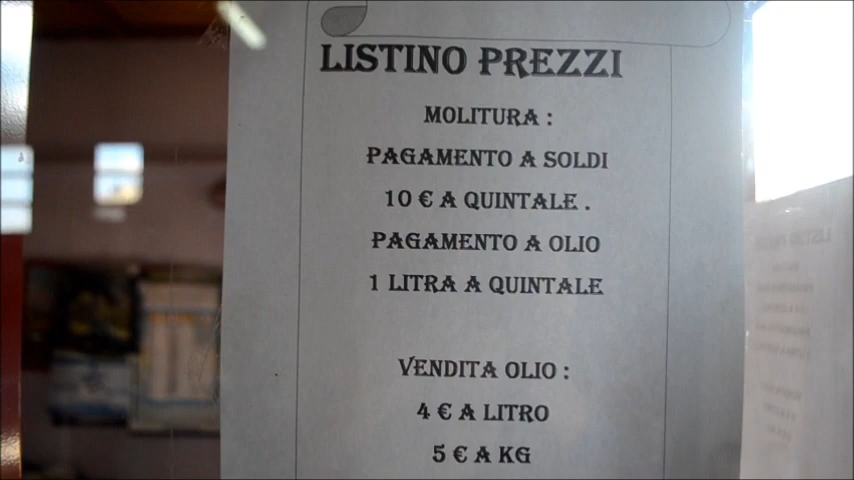 LISTINO PREZZI
MOLITURA :
PAGAMENTO A SOLDI
10 € A QUINTALE .
PAGAMENTO A OLIO
1 LITRA A QUINTALE
VENDITA OLIO :
4 € A LITRO
5 € A KG